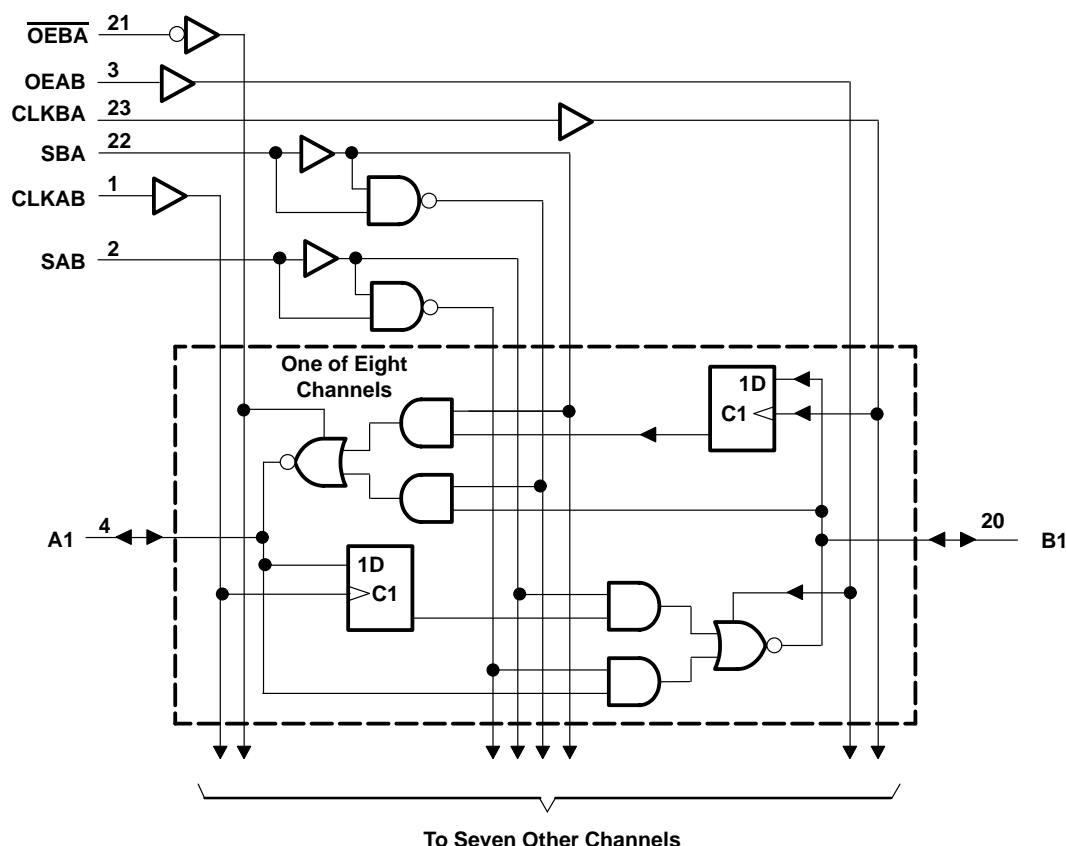 OEBA 21
OEAB 3
CLKBA 23
SBA 22
CLKAB 1
SAB 2
One of Eight
Channels
1D
C1
A1 4
20 B1
1D
C1
To Seven Other Channels